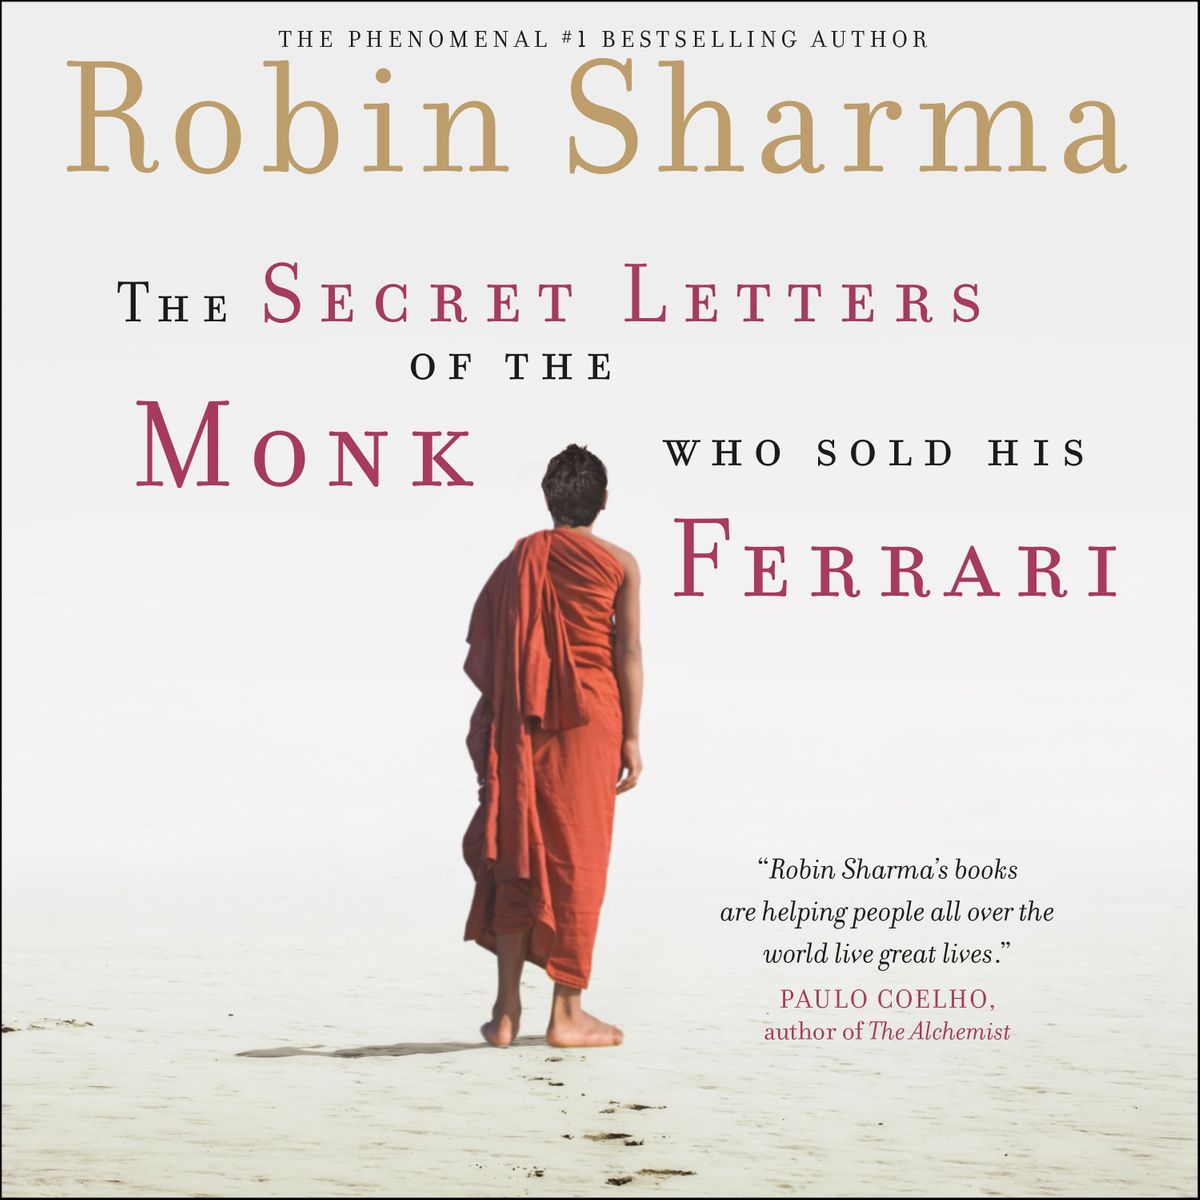 THE PHENOMENAL #1 BESTSELLING AUTHOR
Robin Sharma
THE SECRET LETTERS
OF THE
MONK
WHO SOLD HIS
FERRARI
“Robin Sharma’s books
are helping people all over the
world live great lives.”
PAULO COELHO,
author of The Alchemist